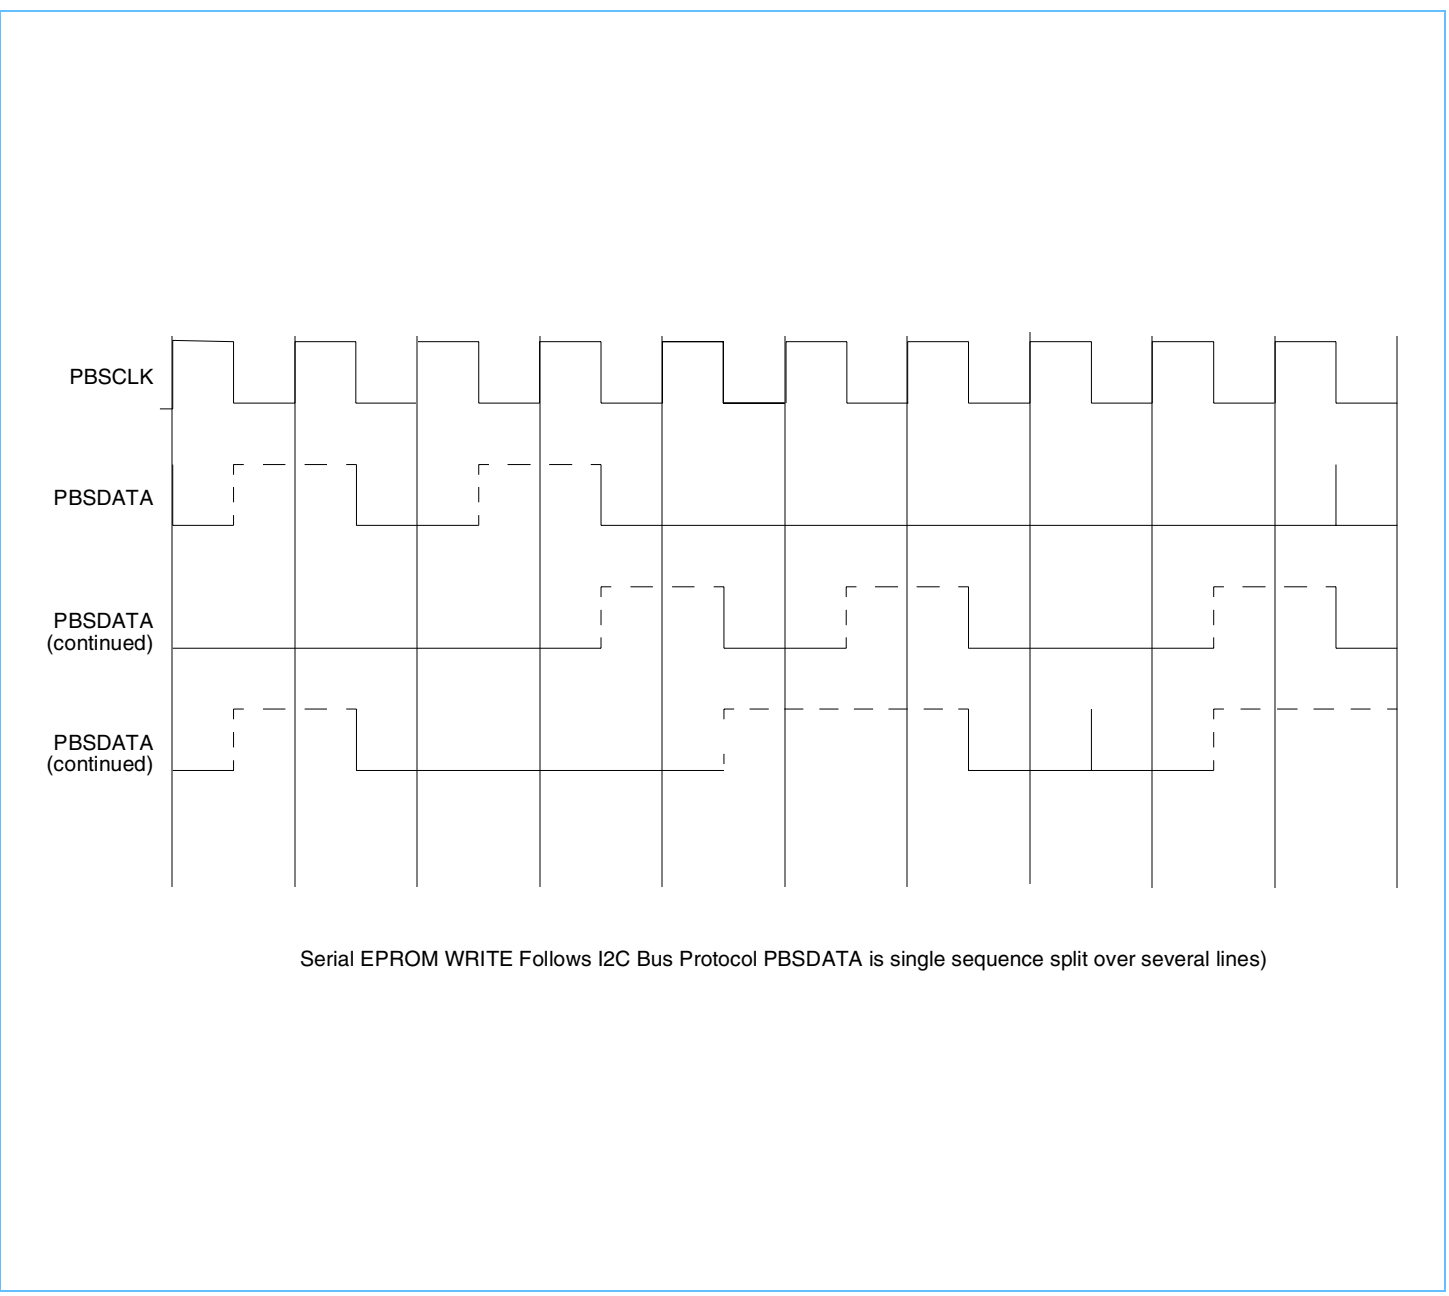 PBSCLK
PBSDATA
PBSDATA
(continued)
PBSDATA
(continued)
Serial EPROM WRITE Follows I2C Bus Protocol PBSDATA is single sequence split over several lines)